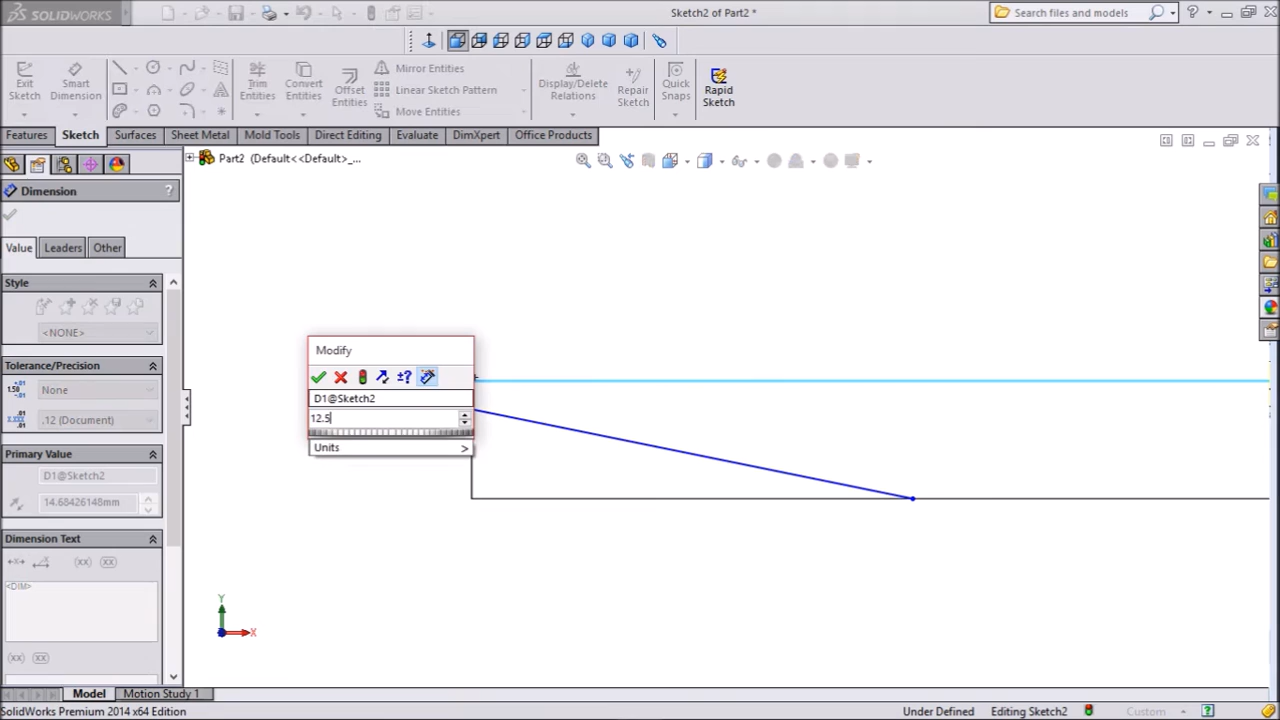 SOLIDWORKS
Sketch2 of Part2 *
Search files and models
Exit Sketch
Smart Dimension
Trim Entities
Convert Entities
Offset Entities
Mirror Entities
Linear Sketch Pattern
Move Entities
Display/Delete Relations
Repair Sketch
Quick Snaps
Rapid Sketch
Features
Sketch
Surfaces
Sheet Metal
Mold Tools
Direct Editing
Evaluate
DimXpert
Office Products
Part2 (Default<<Default>_...
Dimension
?
Value
Leaders
Other
Style
<NONE>
Tolerance/Precision
None
.12 (Document)
Primary Value
D1@Sketch2
14.68426148mm
Dimension Text
<DIM>
Modify
D1@Sketch2
12.5
Units >
Y
X
Model
Motion Study 1
SolidWorks Premium 2014 x64 Edition
Under Defined
Editing Sketch2
Custom